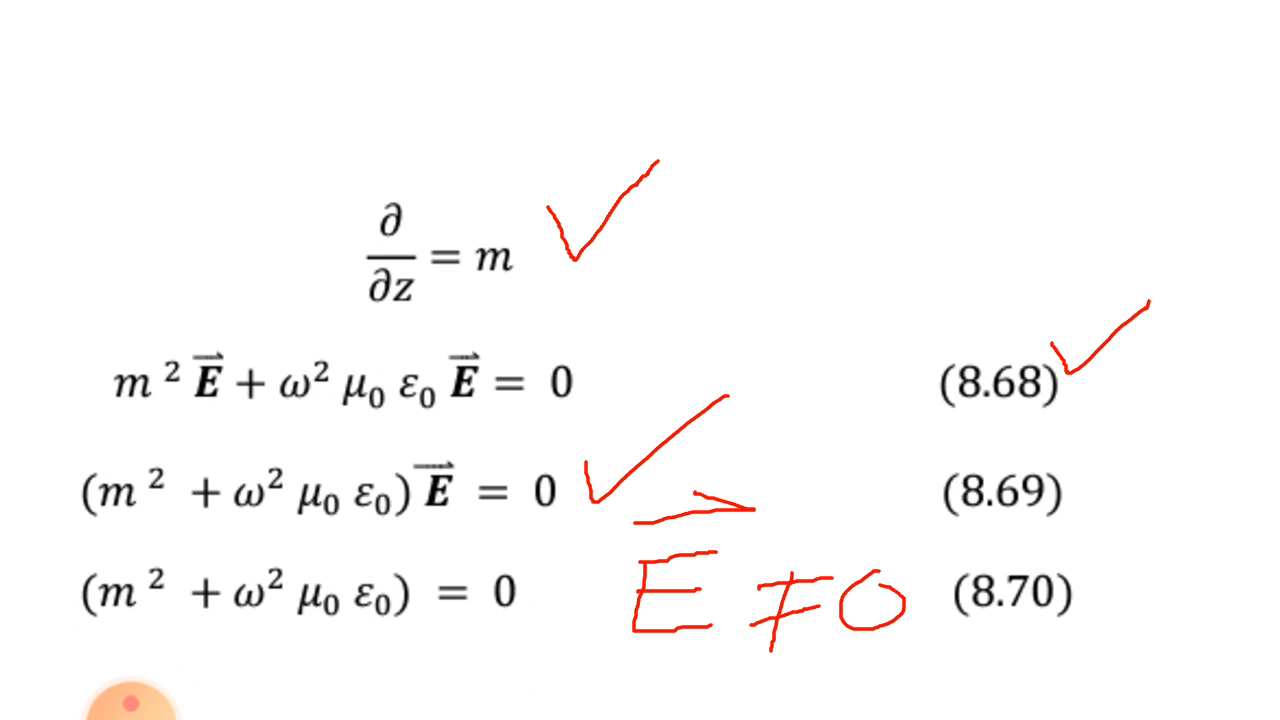 ∂/∂z = m
m² E⃗ + ω² μ₀ ε₀ E⃗ = 0 (8.68)
(m² + ω² μ₀ ε₀) E⃗ = 0 (8.69)
(m² + ω² μ₀ ε₀) = 0 E⃗ ≠ 0 (8.70)